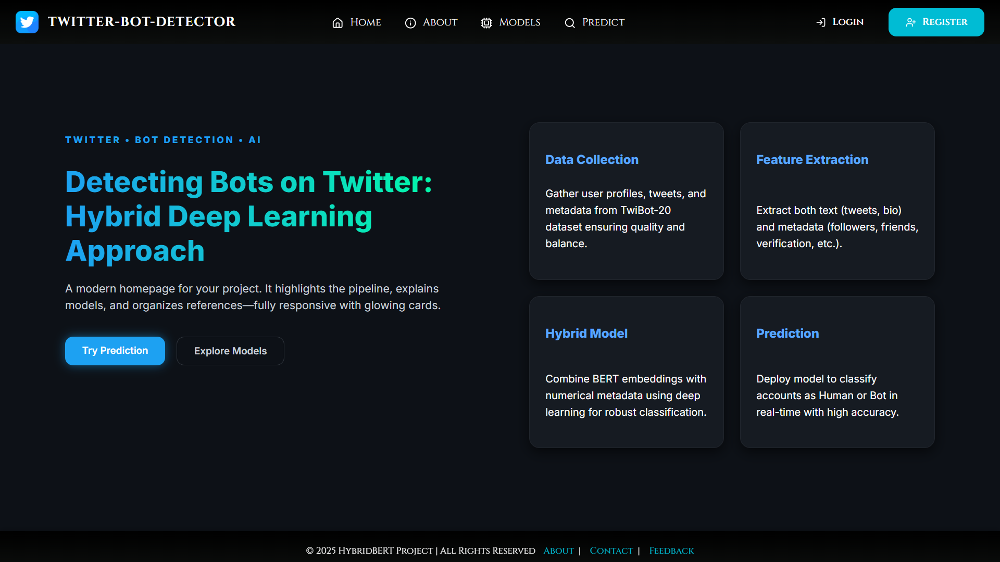 TWITTER-BOT-DETECTOR
Home
About
Models
Predict
Login
Register
TWITTER • BOT DETECTION • AI
Detecting Bots on Twitter:
Hybrid Deep Learning
Approach
A modern homepage for your project. It highlights the pipeline, explains
models, and organizes references—fully responsive with glowing cards.
Try Prediction
Explore Models
Data Collection
Gather user profiles, tweets, and
metadata from TwiBot-20
dataset ensuring quality and
balance.
Feature Extraction
Extract both text (tweets, bio)
and metadata (followers, friends,
verification, etc.).
Hybrid Model
Combine BERT embeddings with
numerical metadata using deep
learning for robust classification.
Prediction
Deploy model to classify
accounts as Human or Bot in
real-time with high accuracy.
© 2025 HybridBERT Project | All Rights Reserved About | Contact | Feedback